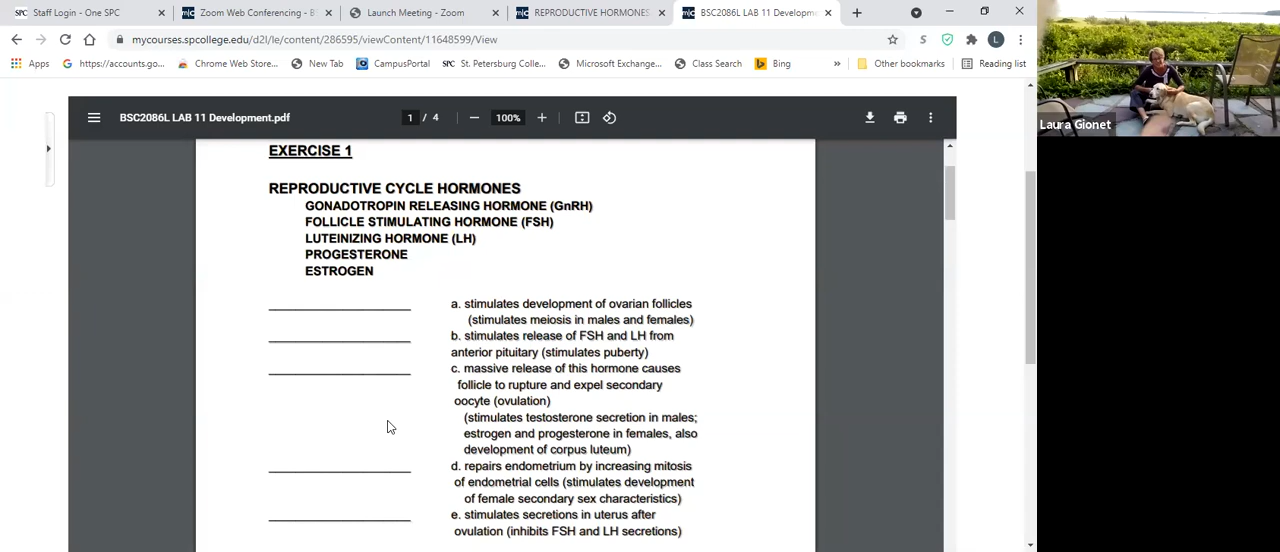 SPC Staff Login - One SPC
m|c Zoom Web Conferencing - B
Launch Meeting - Zoom
m|c REPRODUCTIVE HORMONES
m|c BSC2086L LAB 11 Developm
mycourses.spcollege.edu/d2l/le/content/286595/viewContent/11648599/View
S
L
Apps
https://accounts.go...
Chrome Web Store...
New Tab
CampusPortal
SPC St. Petersburg Colle...
Microsoft Exchange...
Class Search
Bing
»
Other bookmarks
Reading list
BSC2086L LAB 11 Development.pdf
1 / 4
100%
EXERCISE 1
REPRODUCTIVE CYCLE HORMONES
GONADOTROPIN RELEASING HORMONE (GnRH)
FOLLICLE STIMULATING HORMONE (FSH)
LUTEINIZING HORMONE (LH)
PROGESTERONE
ESTROGEN
a. stimulates development of ovarian follicles
(stimulates meiosis in males and females)
b. stimulates release of FSH and LH from
anterior pituitary (stimulates puberty)
c. massive release of this hormone causes
follicle to rupture and expel secondary
oocyte (ovulation)
(stimulates testosterone secretion in males;
estrogen and progesterone in females, also
development of corpus luteum)
d. repairs endometrium by increasing mitosis
of endometrial cells (stimulates development
of female secondary sex characteristics)
e. stimulates secretions in uterus after
ovulation (inhibits FSH and LH secretions)
Laura Gionet